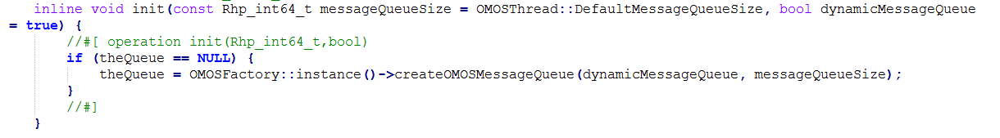 inline void init(const Rhp_int64_t messageQueueSize = OMOSThread::DefaultMessageQueueSize, bool dynamicMessageQueue
= true) {
//#[ operation init(Rhp_int64_t,bool)
if (theQueue == NULL) {
theQueue = OMOSFactory::instance()->createOMOSMessageQueue(dynamicMessageQueue, messageQueueSize);
}
//#]
}